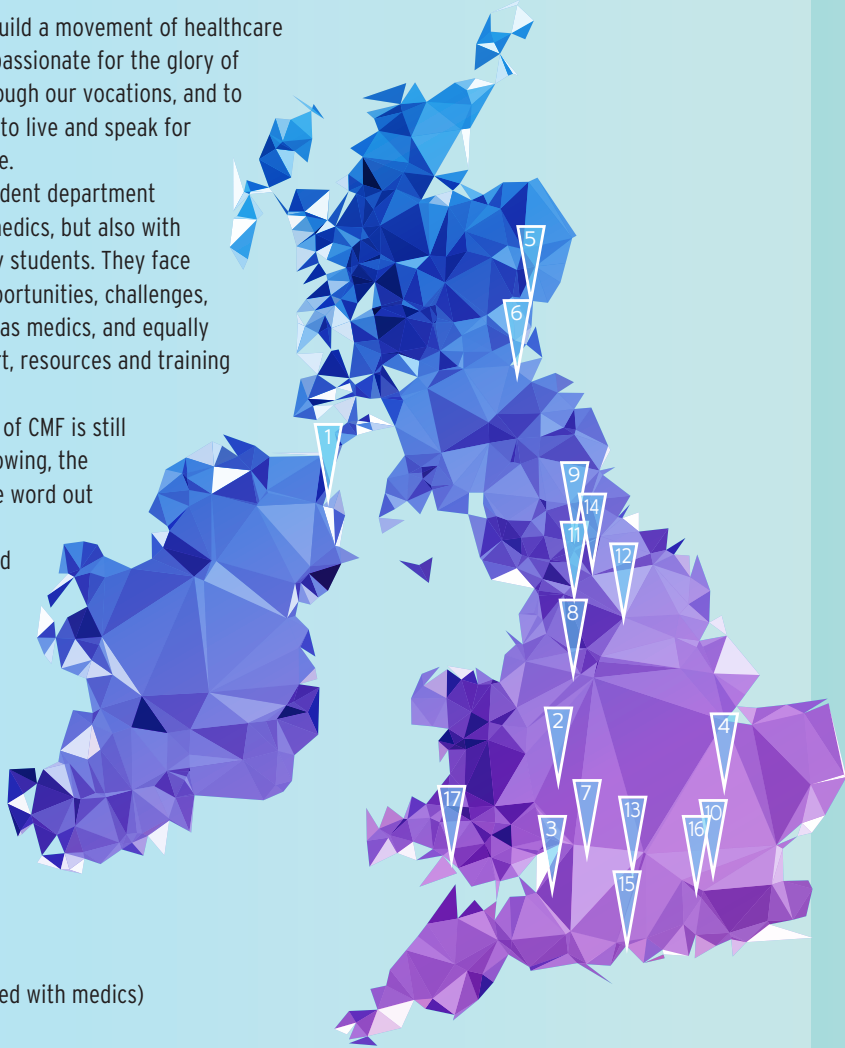 uild a movement of healthcare
passionate for the glory of
ough our vocations, and to
to live and speak for
e.
dent department
nedics, but also with
y students. They face
portunities, challenges,
as medics, and equally
rt, resources and training
of CMF is still
owing, the
e word out
d
ed with medics)
5
6
1
9
14
11
12
8
2
4
7
17
13
10
3
16
15